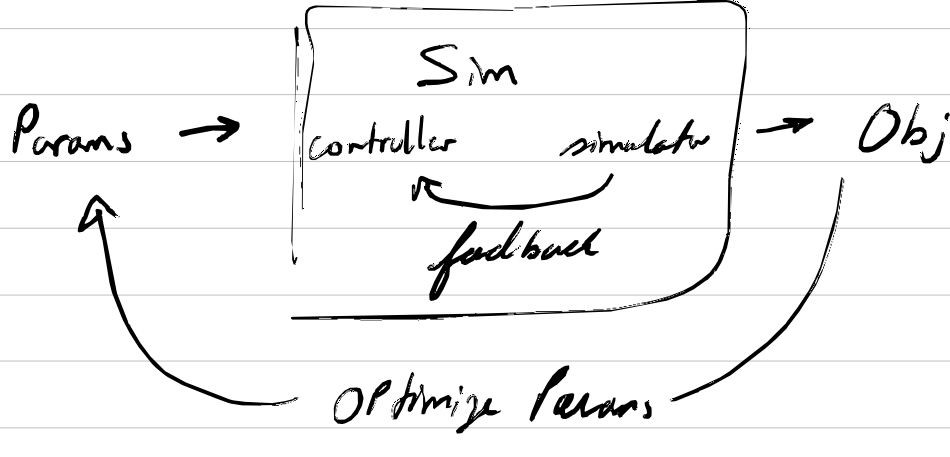 Sim
Params → controller simulator → Obj
feedback
Optimize Params